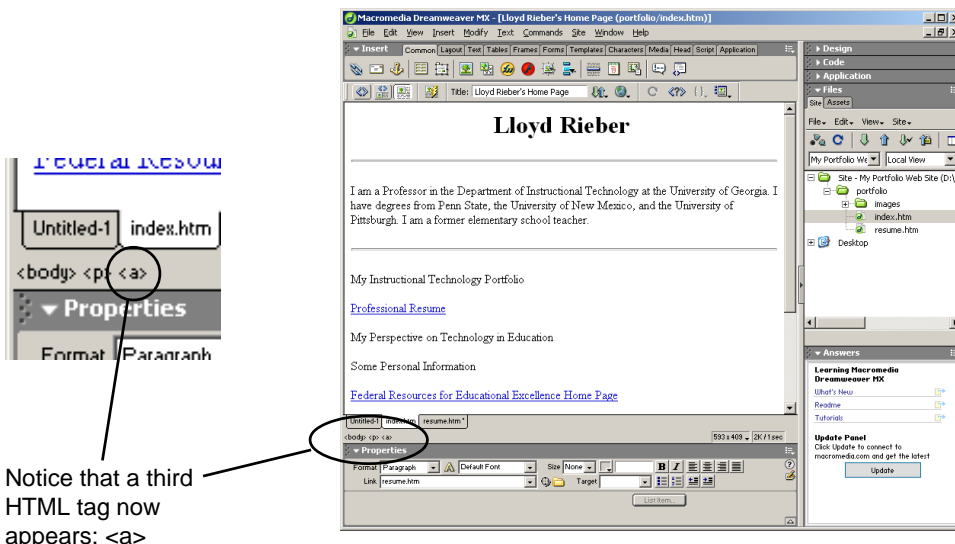 Macromedia Dreamweaver MX - [Lloyd Rieber's Home Page (portfolio/index.htm)]
File Edit View Insert Modify Text Commands Site Window Help
Insert Common Layout Text Tables Frames Forms Templates Characters Media Head Script Application
Title: Lloyd Rieber's Home Page
Lloyd Rieber
I am a Professor in the Department of Instructional Technology at the University of Georgia. I
have degrees from Penn State, the University of New Mexico, and the University of
Pittsburgh. I am a former elementary school teacher.
My Instructional Technology Portfolio
Professional Resume
My Perspective on Technology in Education
Some Personal Information
Federal Resources for Educational Excellence Home Page
Untitled-1 index.htm resume.htm*
<body> <p> <a>
593 x 409 2K / 1 sec
Properties
Format Paragraph Default Font Size None B I
Link resume.htm Target
List Item...
Design
Code
Application
Files
Site Assets
File Edit View Site
My Portfolio We Local View
Site - My Portfolio Web Site (D:\
portfolio
images
index.htm
resume.htm
Desktop
Answers
Learning Macromedia
Dreamweaver MX
What's New
Readme
Tutorials
Update Panel
Click Update to connect to
macromedia.com and get the latest
Update
Federal Resou
Untitled-1 index.htm
<body> <p> <a>
Properties
Format Paragraph
Notice that a third
HTML tag now
appears: <a>